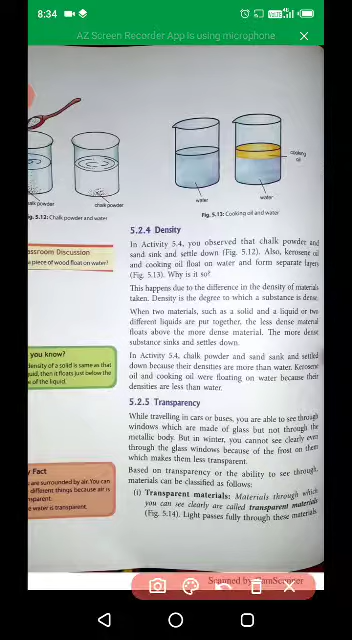 8:34
AZ Screen Recorder App is using microphone
cooking
oil
chalk powder
water
water
Fig. 5.12: Chalk powder and water
Fig. 5.13: Cooking oil and water
5.2.4 Density
In Activity 5.4, you observed that chalk powder and
sand sink and settle down (Fig. 5.12). Also, kerosene oil
and cooking oil float on water and form separate layers
(Fig. 5.13). Why is it so?
This happens due to the difference in the density of materials
taken. Density is the degree to which a substance is dense.
When two materials, such as a solid and a liquid or two
different liquids are put together, the less dense material
floats above the more dense material. The more dense
substance sinks and settles down.
In Activity 5.4, chalk powder and sand sank and settled
down because their densities are more than water. Kerosene
oil and cooking oil were floating on water because their
densities are less than water.
5.2.5 Transparency
While travelling in cars or buses, you are able to see through
windows which are made of glass but not through the
metallic body. But in winter, you cannot see clearly even
through the glass windows because of the frost on them
which makes them less transparent.
Based on transparency or the ability to see through,
materials can be classified as follows:
(i) Transparent materials: Materials through which
you can see clearly are called transparent materials
(Fig. 5.14). Light passes fully through these materials
assroom Discussion
a piece of wood float on water?
you know?
density of a solid is same as that
quid, then it floats just below the
of the liquid.
Fact
are surrounded by air. You can
different things because air is
nsparent.
water is transparent.
Scanned by CamScanner